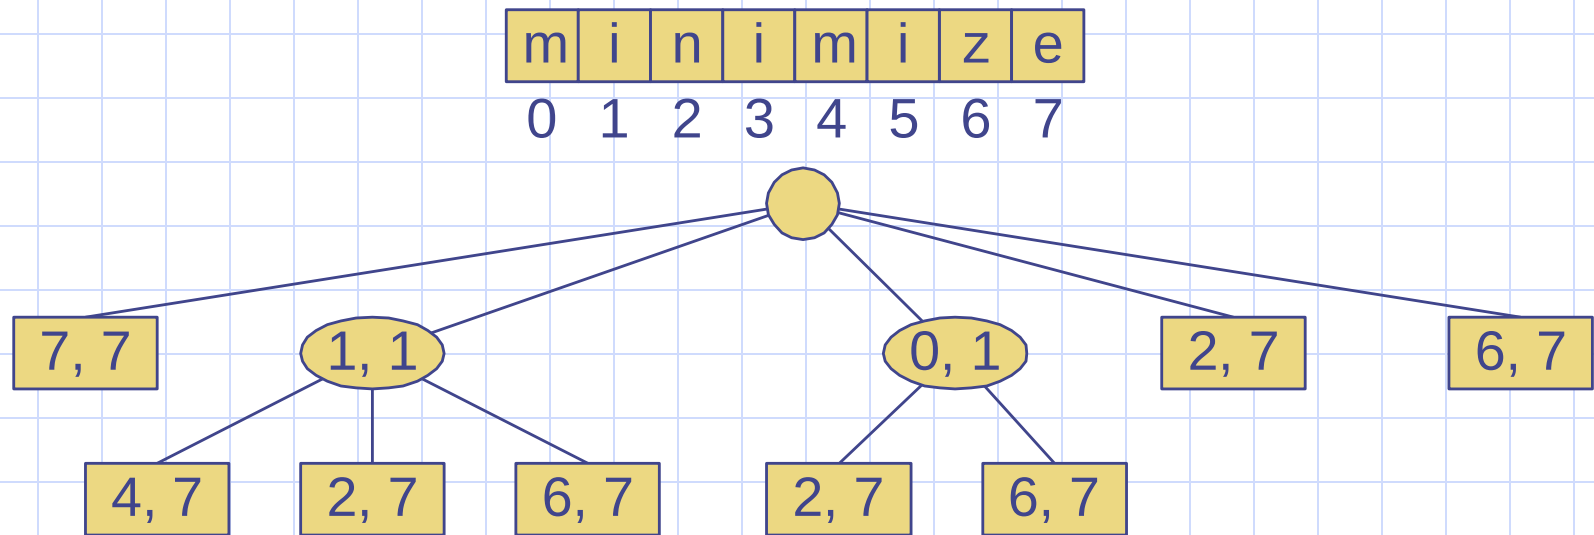 m i n i m i z e
0 1 2 3 4 5 6 7
7, 7 1, 1 0, 1 2, 7 6, 7
4, 7 2, 7 6, 7 2, 7 6, 7